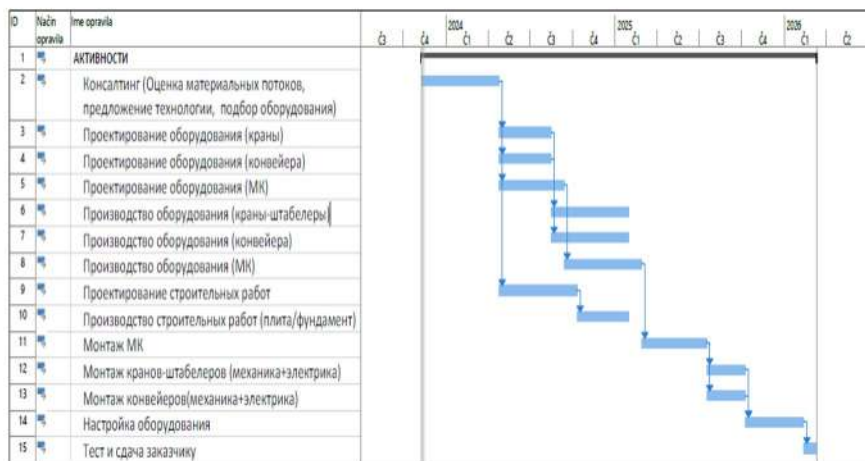 ID Način opravila Ime opravila 2024 2025 2026
Č3 Č4 Č1 Č2 Č3 Č4 Č1 Č2 Č3 Č4 Č1 Č2
1 АКТИВНОСТИ
2 Консалтинг (Оценка материальных потоков,
предложение технологии, подбор оборудования)
3 Проектирование оборудования (краны)
4 Проектирование оборудования (конвейера)
5 Проектирование оборудования (МК)
6 Производство оборудования (краны-штабелеры)
7 Производство оборудования (конвейера)
8 Производство оборудования (МК)
9 Проектирование строительных работ
10 Производство строительных работ (плита/фундамент)
11 Монтаж МК
12 Монтаж кранов-штабелеров (механика+электрика)
13 Монтаж конвейеров(механика+электрика)
14 Настройка оборудования
15 Тест и сдача заказчику